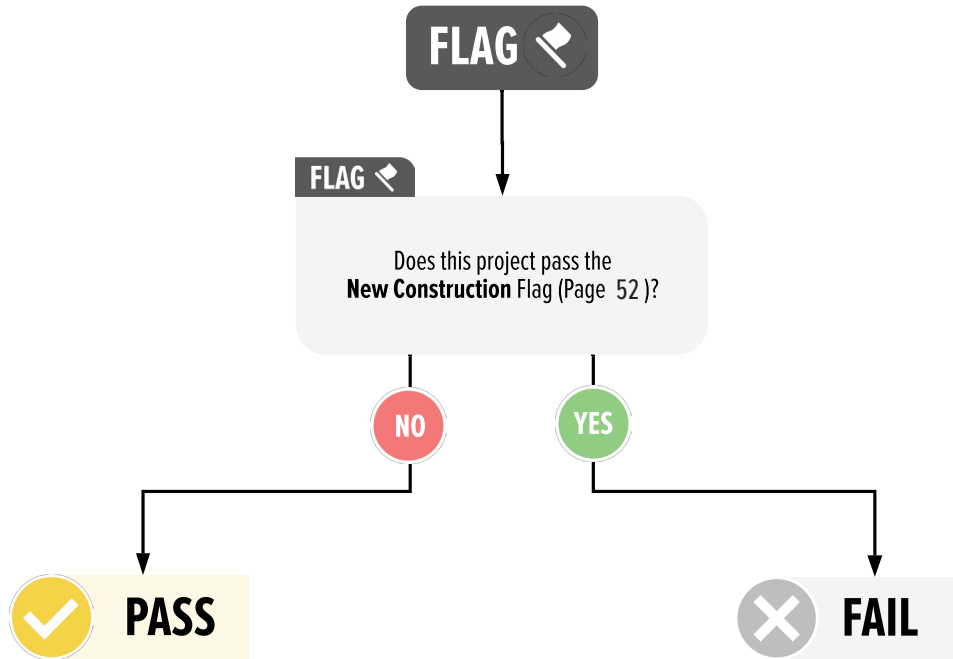 FLAG
FLAG
Does this project pass the
New Construction Flag (Page 52)?
NO
YES
PASS
FAIL